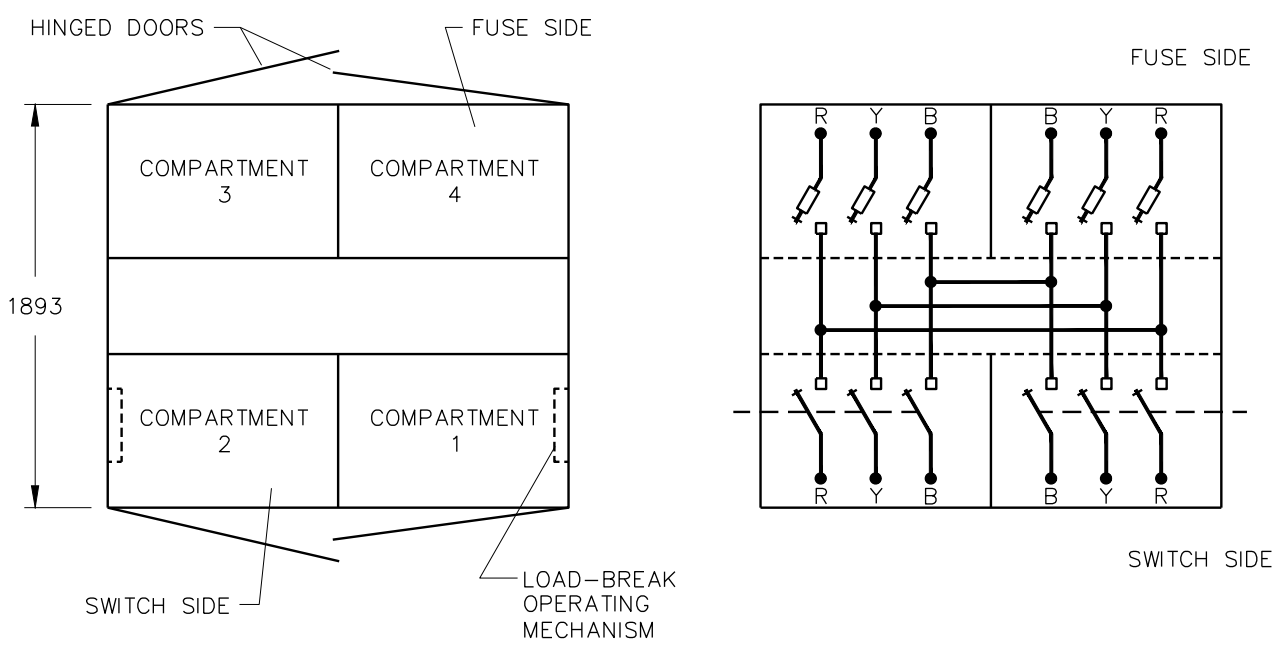 HINGED DOORS
FUSE SIDE
COMPARTMENT
3
COMPARTMENT
4
1893
COMPARTMENT
2
COMPARTMENT
1
SWITCH SIDE
LOAD-BREAK
OPERATING
MECHANISM
FUSE SIDE
R Y B B Y R
R Y B B Y R
SWITCH SIDE